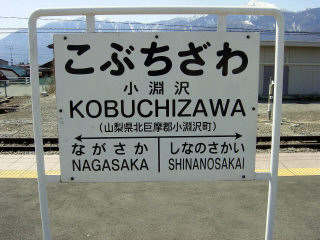 こぶちざわ
小淵沢
KOBUCHIZAWA
(山梨県北巨摩郡小淵沢町)
ながさか しなのさかい
NAGASAKA SHINANOSAKAI